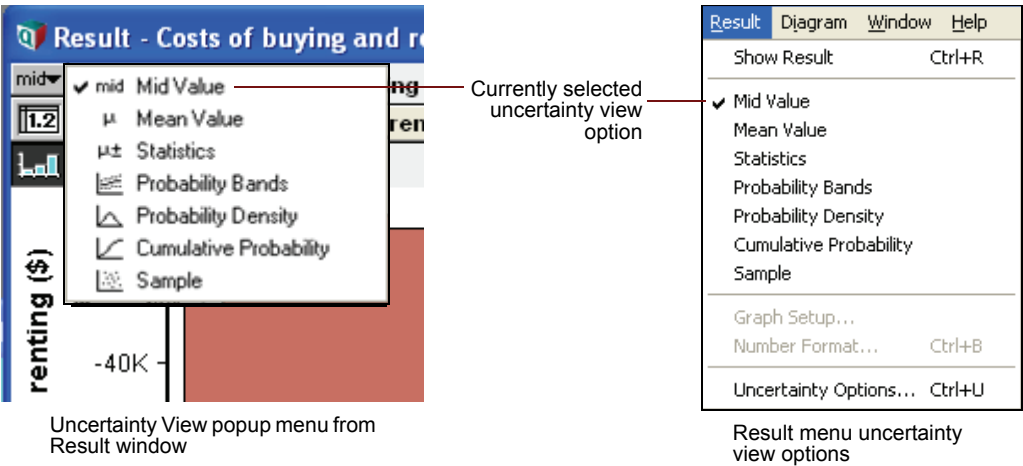 Result - Costs of buying and re
mid
ng
ren
1.2
mid Mid Value
μ Mean Value
μ± Statistics
Probability Bands
Probability Density
Cumulative Probability
Sample
renting ($)
-40K
Uncertainty View popup menu from
Result window
Currently selected
uncertainty view
option
Result Diagram Window Help
Show Result Ctrl+R
Mid Value
Mean Value
Statistics
Probability Bands
Probability Density
Cumulative Probability
Sample
Graph Setup...
Number Format... Ctrl+B
Uncertainty Options... Ctrl+U
Result menu uncertainty
view options